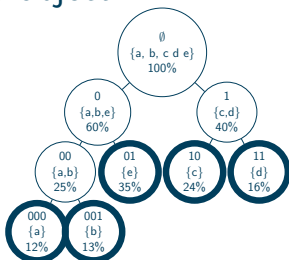 ∅
{a, b, c d e}
100%
0
{a,b,e}
60%
1
{c,d}
40%
00
{a,b}
25%
01
{e}
35%
10
{c}
24%
11
{d}
16%
000
{a}
12%
001
{b}
13%